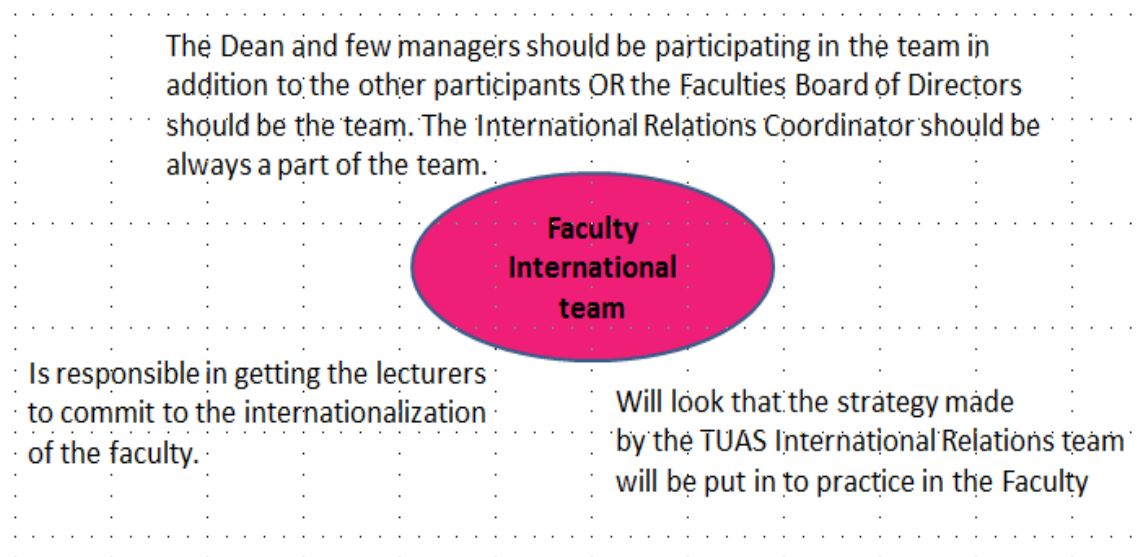 The Dean and few managers should be participating in the team in
addition to the other participants OR the Faculties Board of Directors
should be the team. The International Relations Coordinator should be
always a part of the team.
Faculty
International
team
Is responsible in getting the lecturers
to commit to the internationalization
of the faculty.
Will look that the strategy made
by the TUAS International Relations team
will be put in to practice in the Faculty